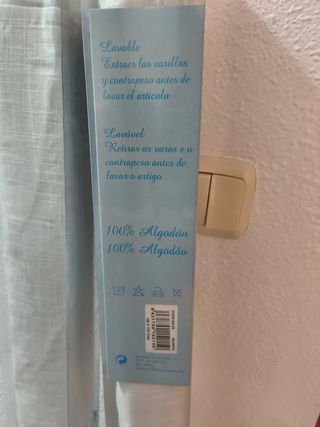 Lavable
Extraer las varillas
y contrapeso antes de
lavar el artículo
Lavável
Retirar as varas e o
contrapeso antes de
lavar o artigo
100% Algodón
100% Algodão